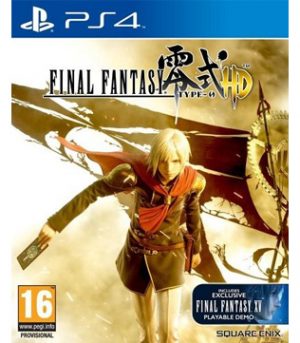 PS4
FINAL FANTASY 零式 HD
TYPE-0
16
www.pegi.info
PROVISIONAL
INCLUDES
EXCLUSIVE
FINAL FANTASY XV
PLAYABLE DEMO
SQUARE ENIX